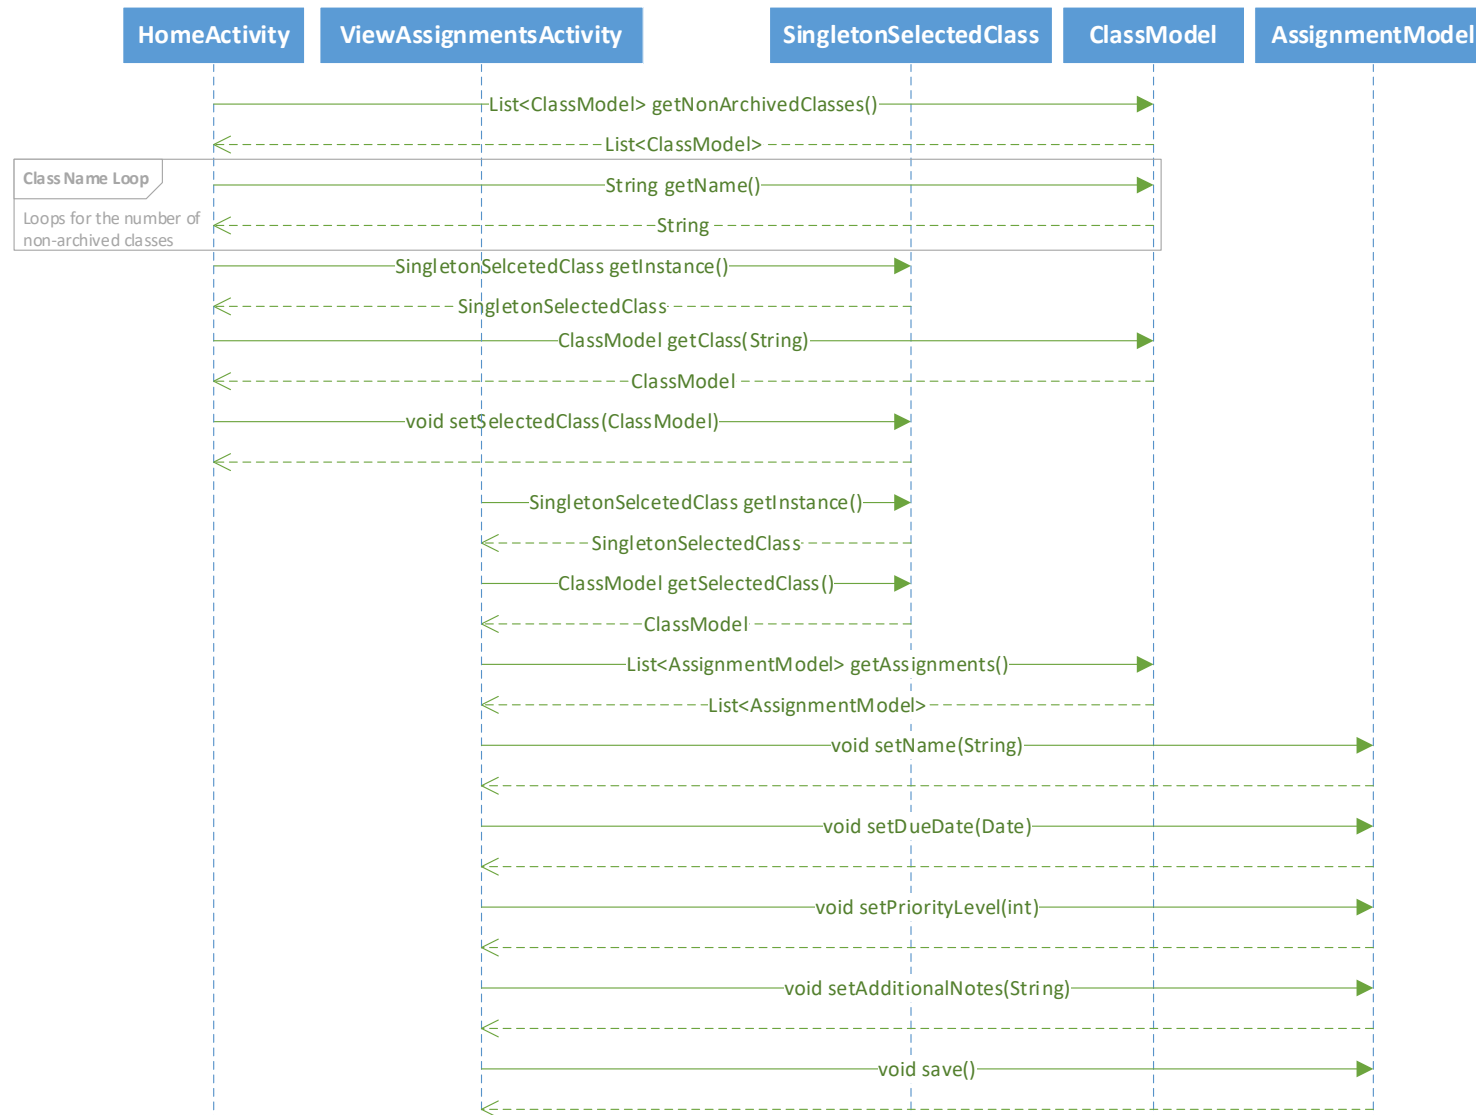 HomeActivity
ViewAssignmentsActivity
SingletonSelectedClass
ClassModel
AssignmentModel
List<ClassModel> getNonArchivedClasses()
List<ClassModel>
Class Name Loop
String getName()
Loops for the number of
non-archived classes
String
SingletonSelcetedClass getInstance()
SingletonSelectedClass
ClassModel getClass(String)
ClassModel
void setSelectedClass(ClassModel)
SingletonSelcetedClass getInstance()
SingletonSelectedClass
ClassModel getSelectedClass()
ClassModel
List<AssignmentModel> getAssignments()
List<AssignmentModel>
void setName(String)
void setDueDate(Date)
void setPriorityLevel(int)
void setAdditionalNotes(String)
void save()